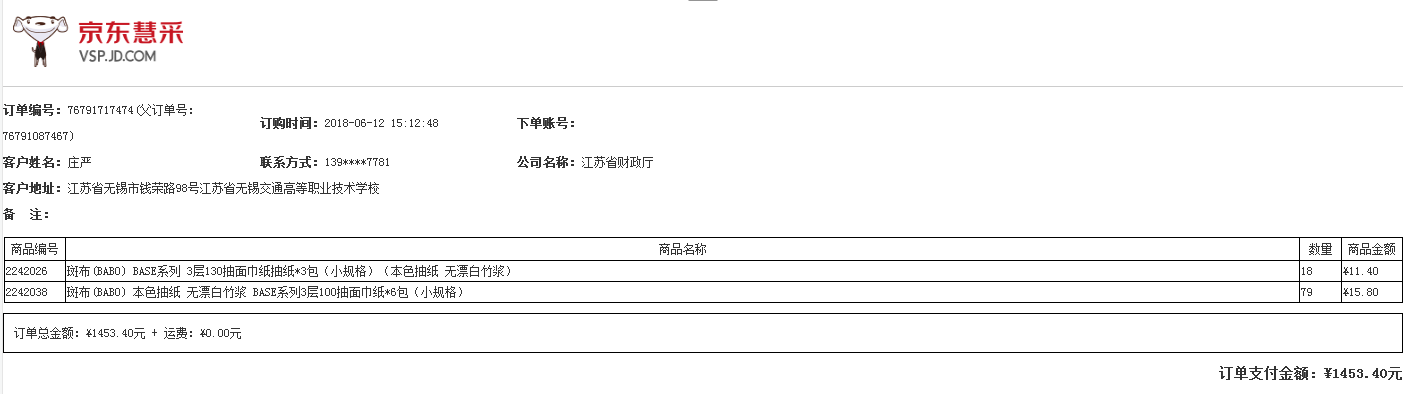 京东慧采
VSP.JD.COM
订单编号：76791717474(父订单号：
76791087467)
订购时间：2018-06-12 15:12:48
下单账号：
客户姓名：庄严
联系方式：139****7781
公司名称：江苏省财政厅
客户地址：江苏省无锡市钱荣路98号江苏省无锡交通高等职业技术学校
备　注：
商品编号 商品名称 数量 商品金额
2242026 斑布(BABO) BASE系列 3层130抽面巾纸抽纸*3包（小规格）（本色抽纸 无漂白竹浆） 18 ¥11.40
2242038 斑布(BABO) 本色抽纸 无漂白竹浆 BASE系列3层100抽面巾纸*6包（小规格） 79 ¥15.80
订单总金额：¥1453.40元 + 运费：¥0.00元
订单支付金额：¥1453.40元